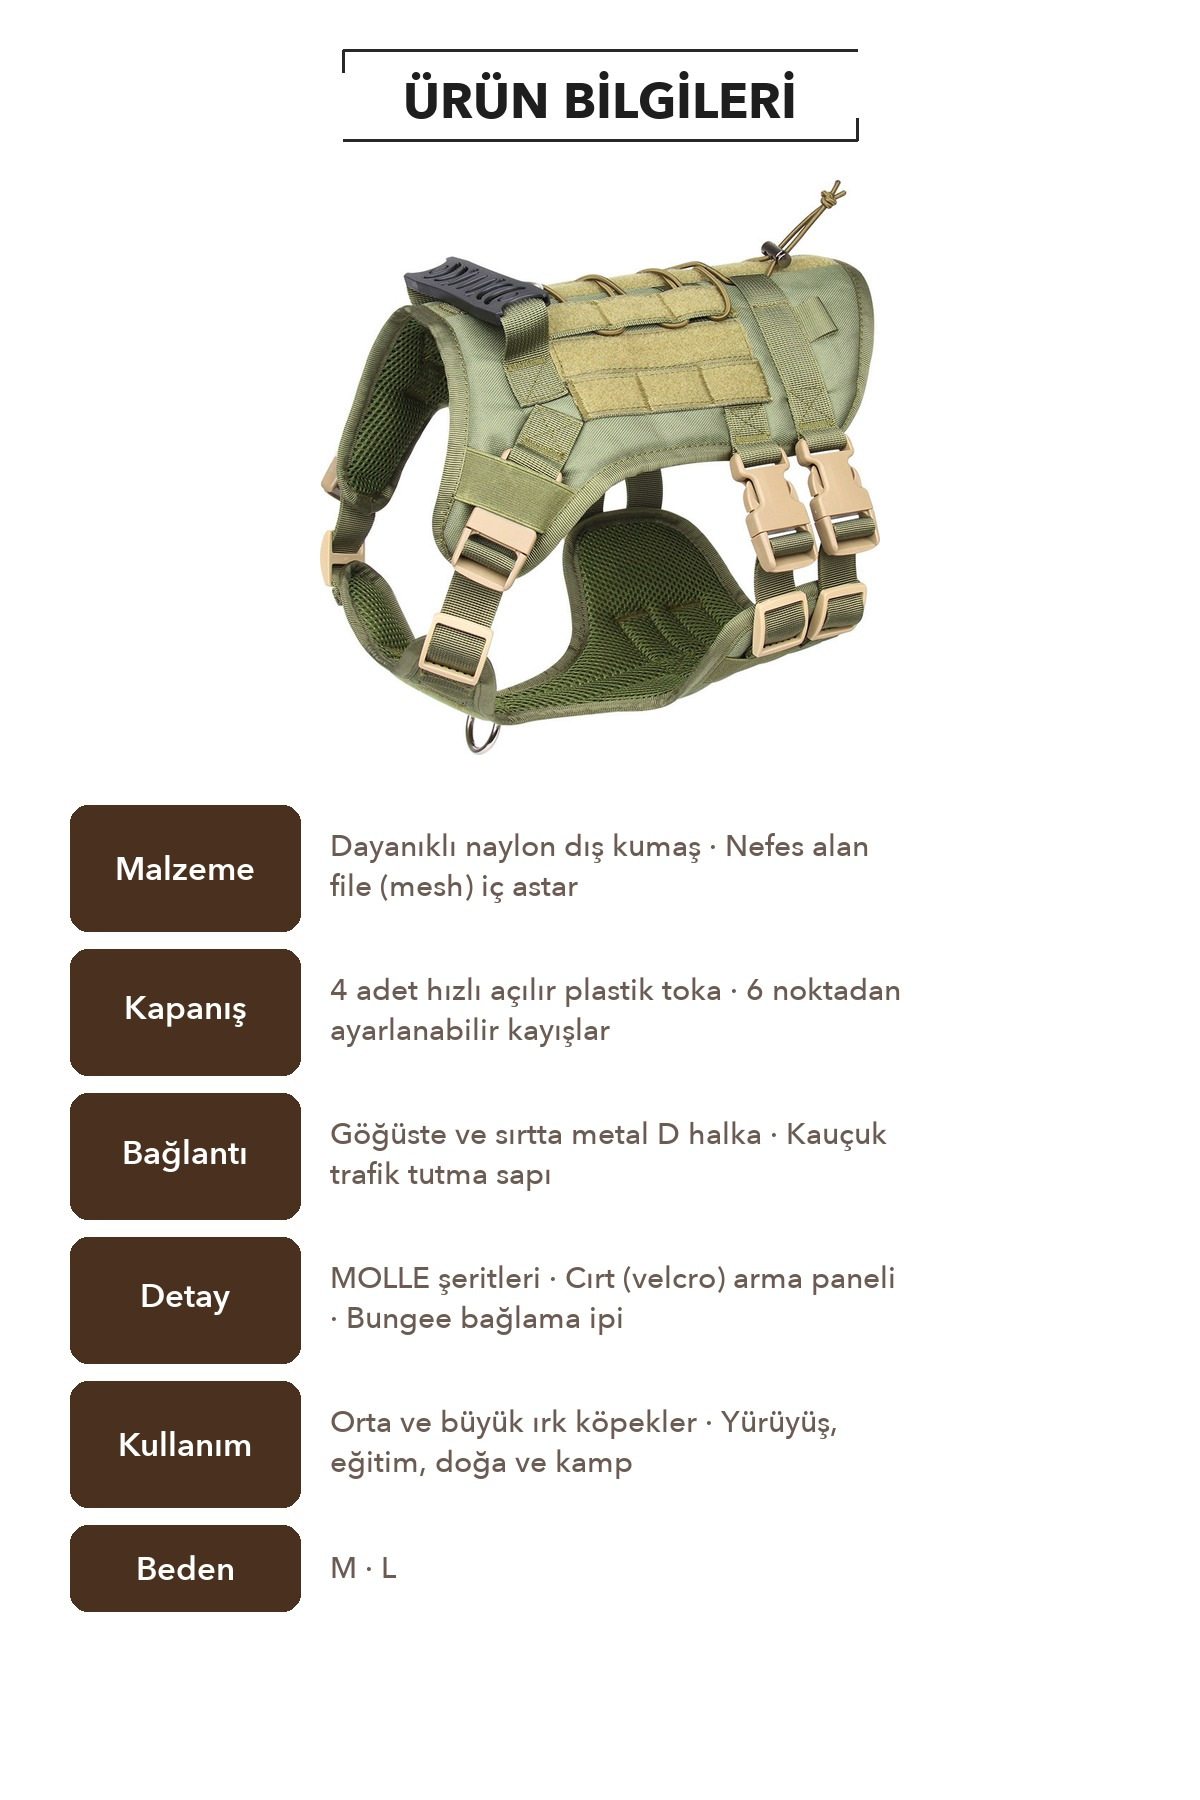 ÜRÜN BİLGİLERİ
Malzeme
Dayanıklı naylon dış kumaş · Nefes alan
file (mesh) iç astar
Kapanış
4 adet hızlı açılır plastik toka · 6 noktadan
ayarlanabilir kayışlar
Bağlantı
Göğüste ve sırtta metal D halka · Kauçuk
trafik tutma sapı
Detay
MOLLE şeritleri · Cırt (velcro) arma paneli
· Bungee bağlama ipi
Kullanım
Orta ve büyük ırk köpekler · Yürüyüş,
eğitim, doğa ve kamp
Beden
M · L